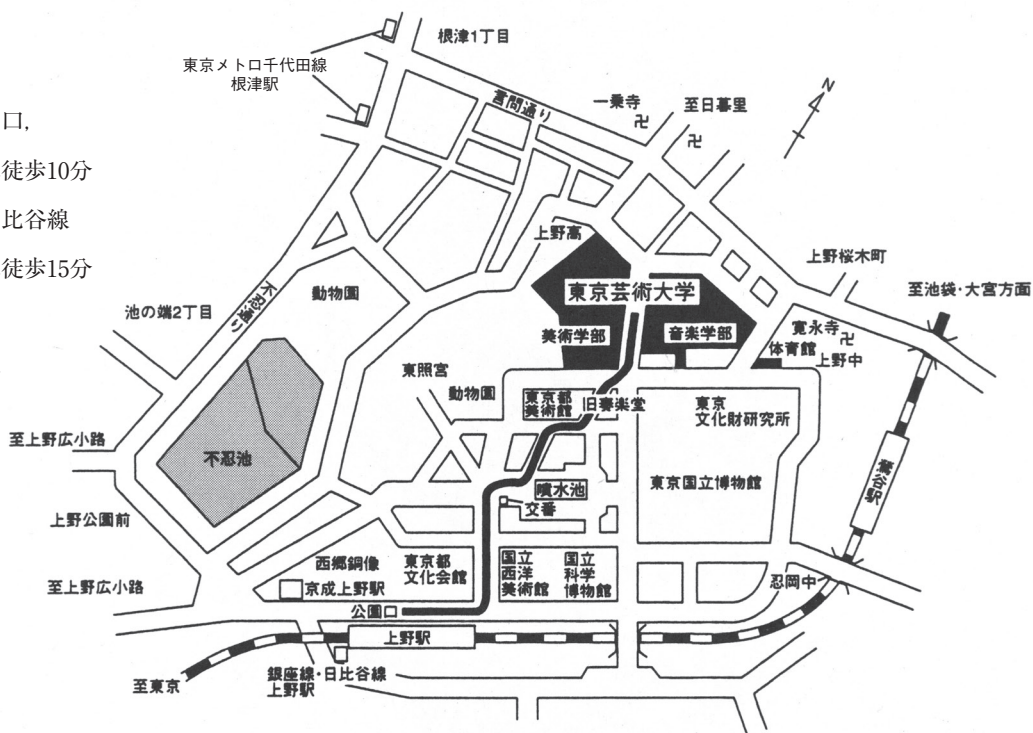 根津1丁目
東京メトロ千代田線
根津駅
N
言問通り
一乗寺
至日暮里
卍
卍
口,
徒歩10分
比谷線
徒歩15分
上野高
上野桜木町
至池袋・大宮方面
東京芸術大学
動物園
不忍通り
池の端2丁目
美術学部
音楽学部
寛永寺
卍
体育館
上野中
東照宮
動物園
東京都
美術館
旧奏楽堂
東京
文化財研究所
至上野広小路
不忍池
噴水池
交番
東京国立博物館
鶯谷駅
上野公園前
西郷銅像
東京都
文化会館
国立
西洋
美術館
国立
科学
博物館
至上野広小路
京成上野駅
忍岡中
公園口
上野駅
至東京
銀座線・日比谷線
上野駅